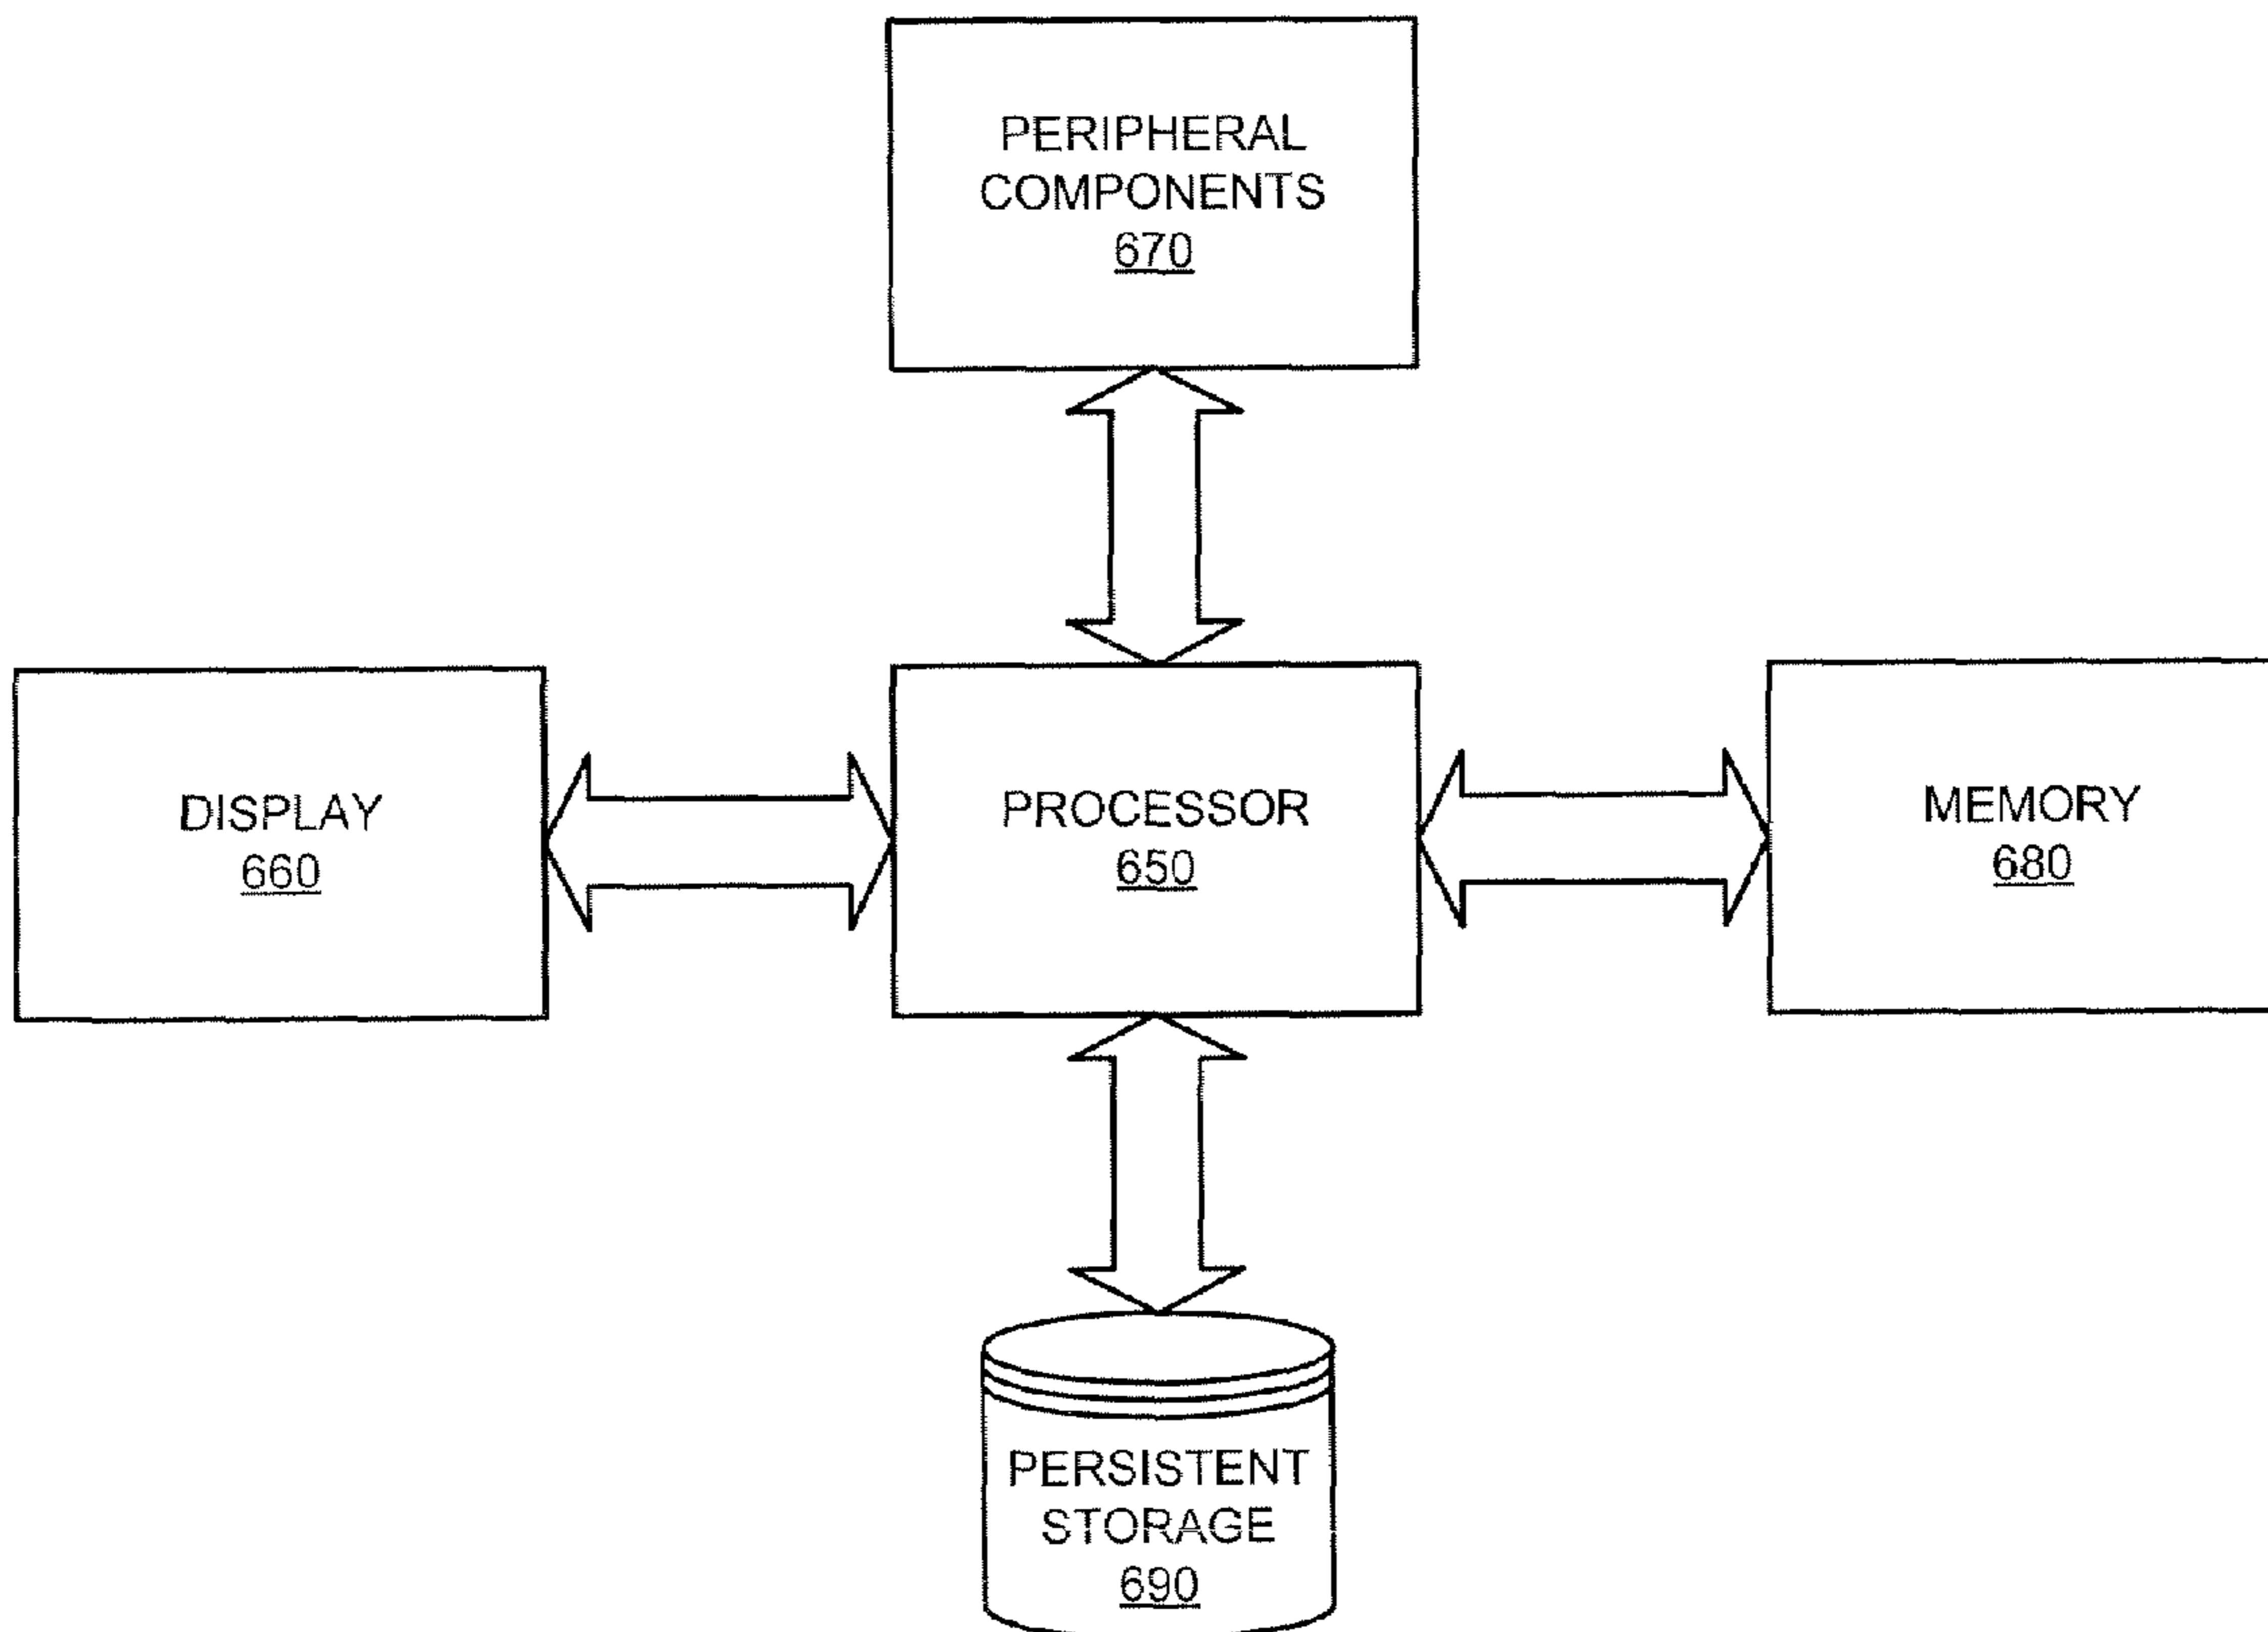 PERIPHERAL
COMPONENTS
670
DISPLAY
660
PROCESSOR
650
MEMORY
680
PERSISTENT
STORAGE
690